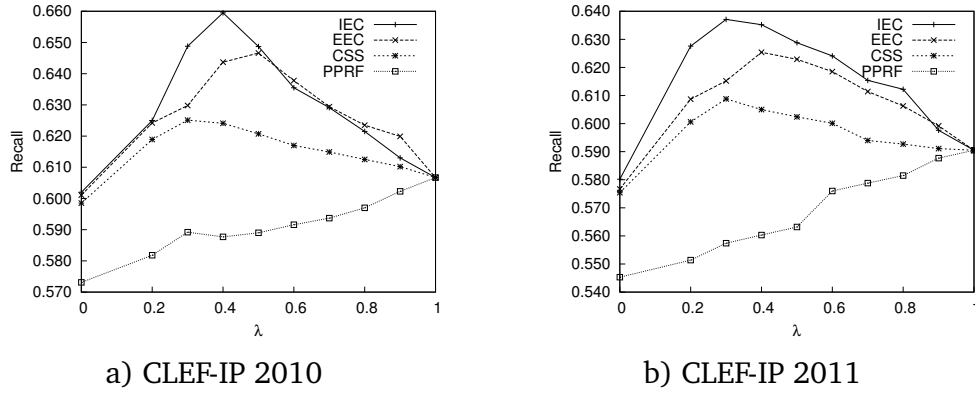 0.660
0.650
0.640
0.630
0.620
0.610
0.600
0.590
0.580
0.570
Recall
0 0.2 0.4 0.6 0.8 1
λ
IEC
EEC
CSS
PPRF
a) CLEF-IP 2010
0.640
0.630
0.620
0.610
0.600
0.590
0.580
0.570
0.560
0.550
0.540
Recall
0 0.2 0.4 0.6 0.8 1
λ
IEC
EEC
CSS
PPRF
b) CLEF-IP 2011